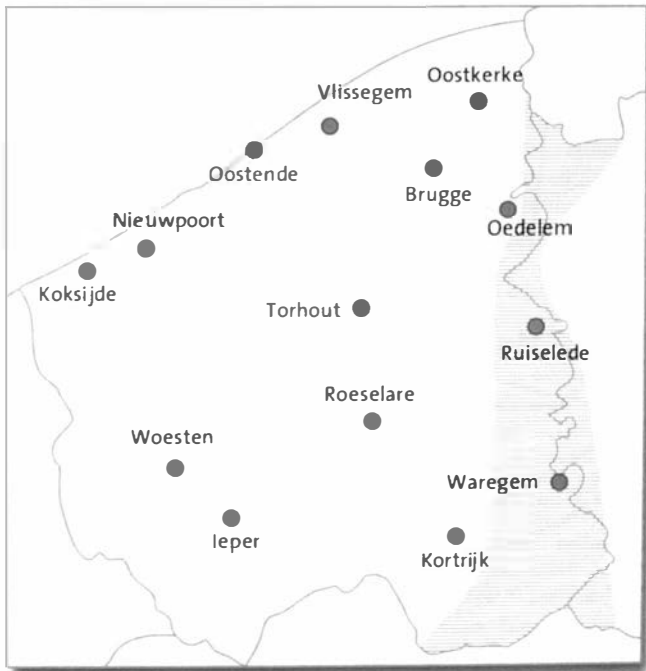 Oostkerke
Vlissegem
Oostende
Brugge
Nieuwpoort
Oedelem
Koksijde
Torhout
Ruiselede
Roeselare
Woesten
Waregem
Ieper
Kortrijk